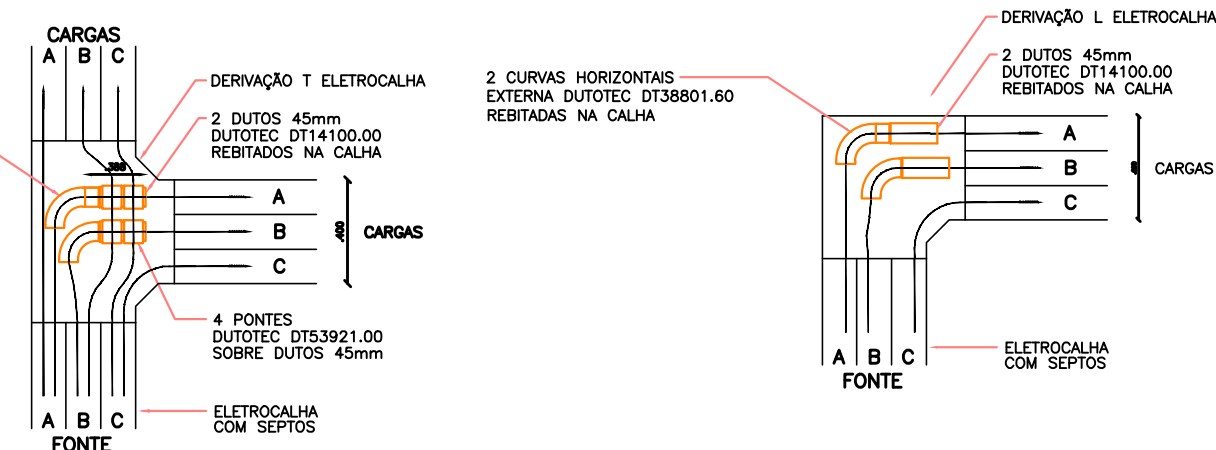 CARGAS
A B C
DERIVAÇÃO T ELETROCALHA
2 DUTOS 45mm
DUTOTEC DT14100.00
REBITADOS NA CALHA
.386
A
B
C
.400
CARGAS
4 PONTES
DUTOTEC DT53921.00
SOBRE DUTOS 45mm
ELETROCALHA
COM SEPTOS
A B C
FONTE
DERIVAÇÃO L ELETROCALHA
2 DUTOS 45mm
DUTOTEC DT14100.00
REBITADOS NA CALHA
2 CURVAS HORIZONTAIS
EXTERNA DUTOTEC DT38801.60
REBITADAS NA CALHA
A
B
C
CARGAS
ELETROCALHA
COM SEPTOS
A B C
FONTE